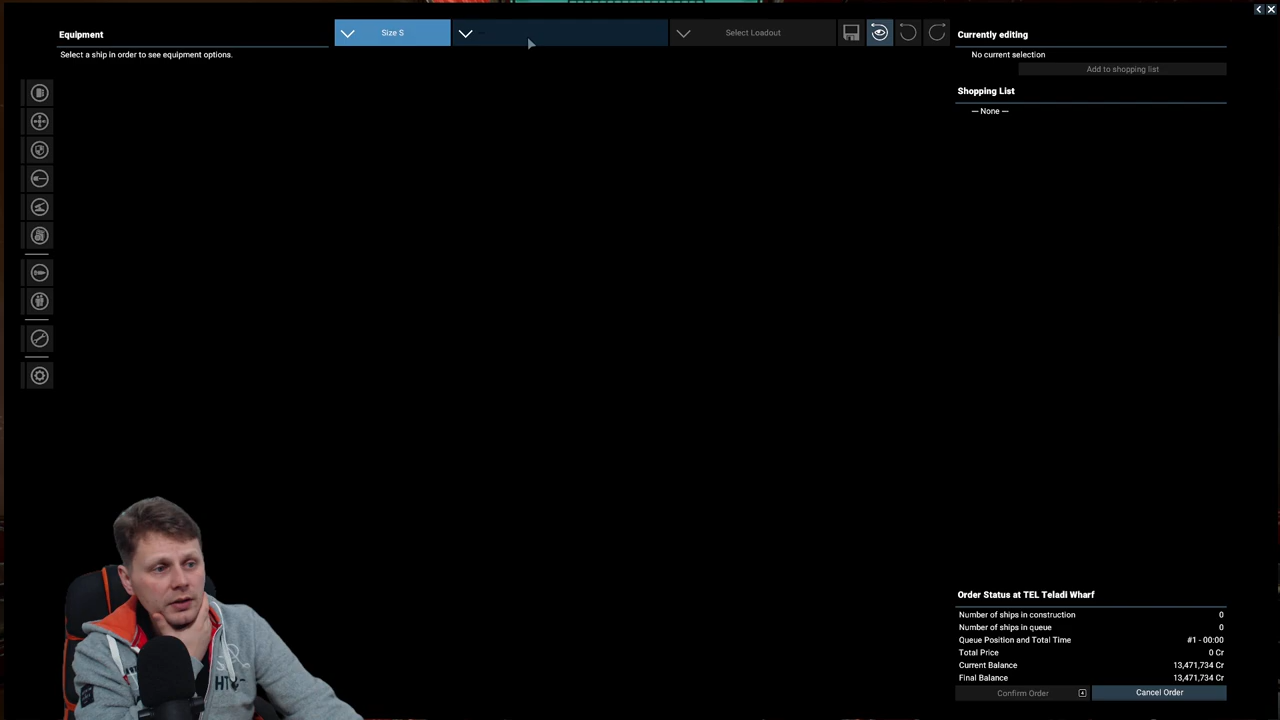 Equipment
Select a ship in order to see equipment options.
Size S
Select Loadout
Currently editing
No current selection
Add to shopping list
Shopping List
— None —
Order Status at TEL Teladi Wharf
Number of ships in construction 0
Number of ships in queue 0
Queue Position and Total Time #1 - 00:00
Total Price 0 Cr
Current Balance 13,471,734 Cr
Final Balance 13,471,734 Cr
Confirm Order
Cancel Order